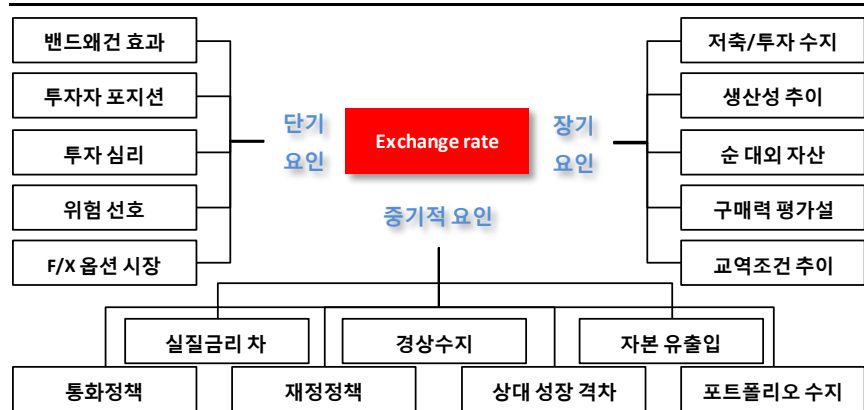 밴드왜건 효과
투자자 포지션
투자 심리
위험 선호
F/X 옵션 시장
단기
요인
Exchange rate
장기
요인
중기적 요인
저축/투자 수지
생산성 추이
순 대외 자산
구매력 평가설
교역조건 추이
실질금리 차
경상수지
자본 유출입
통화정책
재정정책
상대 성장 격차
포트폴리오 수지